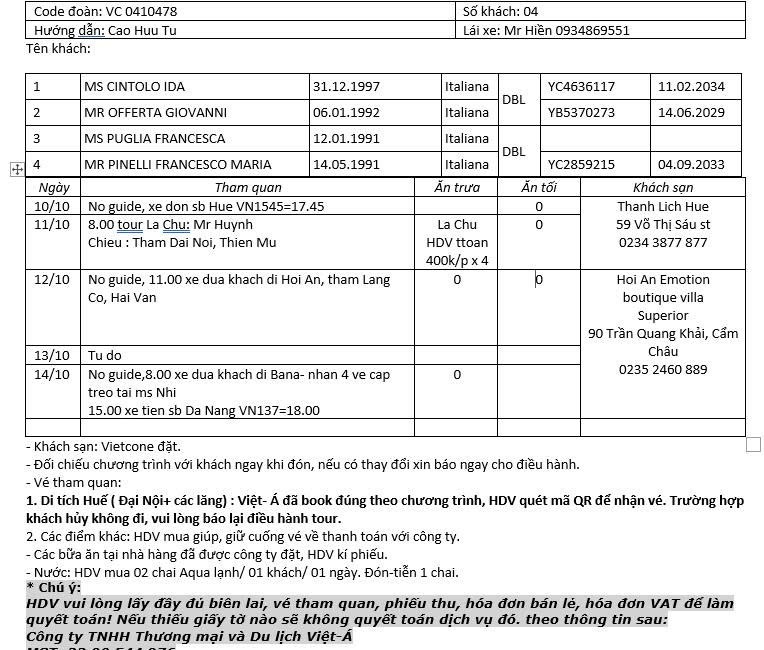 Code đoàn: VC 0410478 Số khách: 04
Hướng dẫn: Cao Huu Tu Lái xe: Mr Hiền 0934869551
Tên khách:
1 MS CINTOLO IDA 31.12.1997 Italiana DBL YC4636117 11.02.2034
2 MR OFFERTA GIOVANNI 06.01.1992 Italiana YB5370273 14.06.2029
3 MS PUGLIA FRANCESCA 12.01.1991 Italiana DBL
4 MR PINELLI FRANCESCO MARIA 14.05.1991 Italiana YC2859215 04.09.2033
Ngày Tham quan Ăn trưa Ăn tối Khách sạn
10/10 No guide, xe don sb Hue VN1545=17.45 0 Thanh Lich Hue
11/10 8.00 tour La Chu: Mr Huynh La Chu 0 59 Võ Thị Sáu st
Chieu : Tham Dai Noi, Thien Mu HDV ttoan 0234 3877 877
400k/p x 4
12/10 No guide, 11.00 xe dua khach di Hoi An, tham Lang 0 0 Hoi An Emotion
Co, Hai Van boutique villa
Superior
90 Trần Quang Khải, Cẩm
13/10 Tu do Châu
14/10 No guide,8.00 xe dua khach di Bana- nhan 4 ve cap 0 0235 2460 889
treo tai ms Nhi
15.00 xe tien sb Da Nang VN137=18.00
- Khách sạn: Vietcone đặt.
- Đối chiếu chương trình với khách ngay khi đón, nếu có thay đổi xin báo ngay cho điều hành.
- Vé tham quan:
1. Di tích Huế ( Đại Nội+ các lăng) : Việt- Á đã book đúng theo chương trình, HDV quét mã QR để nhận vé. Trường hợp
khách hủy không đi, vui lòng báo lại điều hành tour.
2. Các điểm khác: HDV mua giúp, giữ cuống vé về thanh toán với công ty.
- Các bữa ăn tại nhà hàng đã được công ty đặt, HDV kí phiếu.
- Nước: HDV mua 02 chai Aqua lạnh/ 01 khách/ 01 ngày. Đón-tiễn 1 chai.
* Chú ý:
HDV vui lòng lấy đầy đủ biên lai, vé tham quan, phiếu thu, hóa đơn bán lẻ, hóa đơn VAT để làm
quyết toán! Nếu thiếu giấy tờ nào sẽ không quyết toán dịch vụ đó. theo thông tin sau:
Công ty TNHH Thương mại và Du lịch Việt-Á